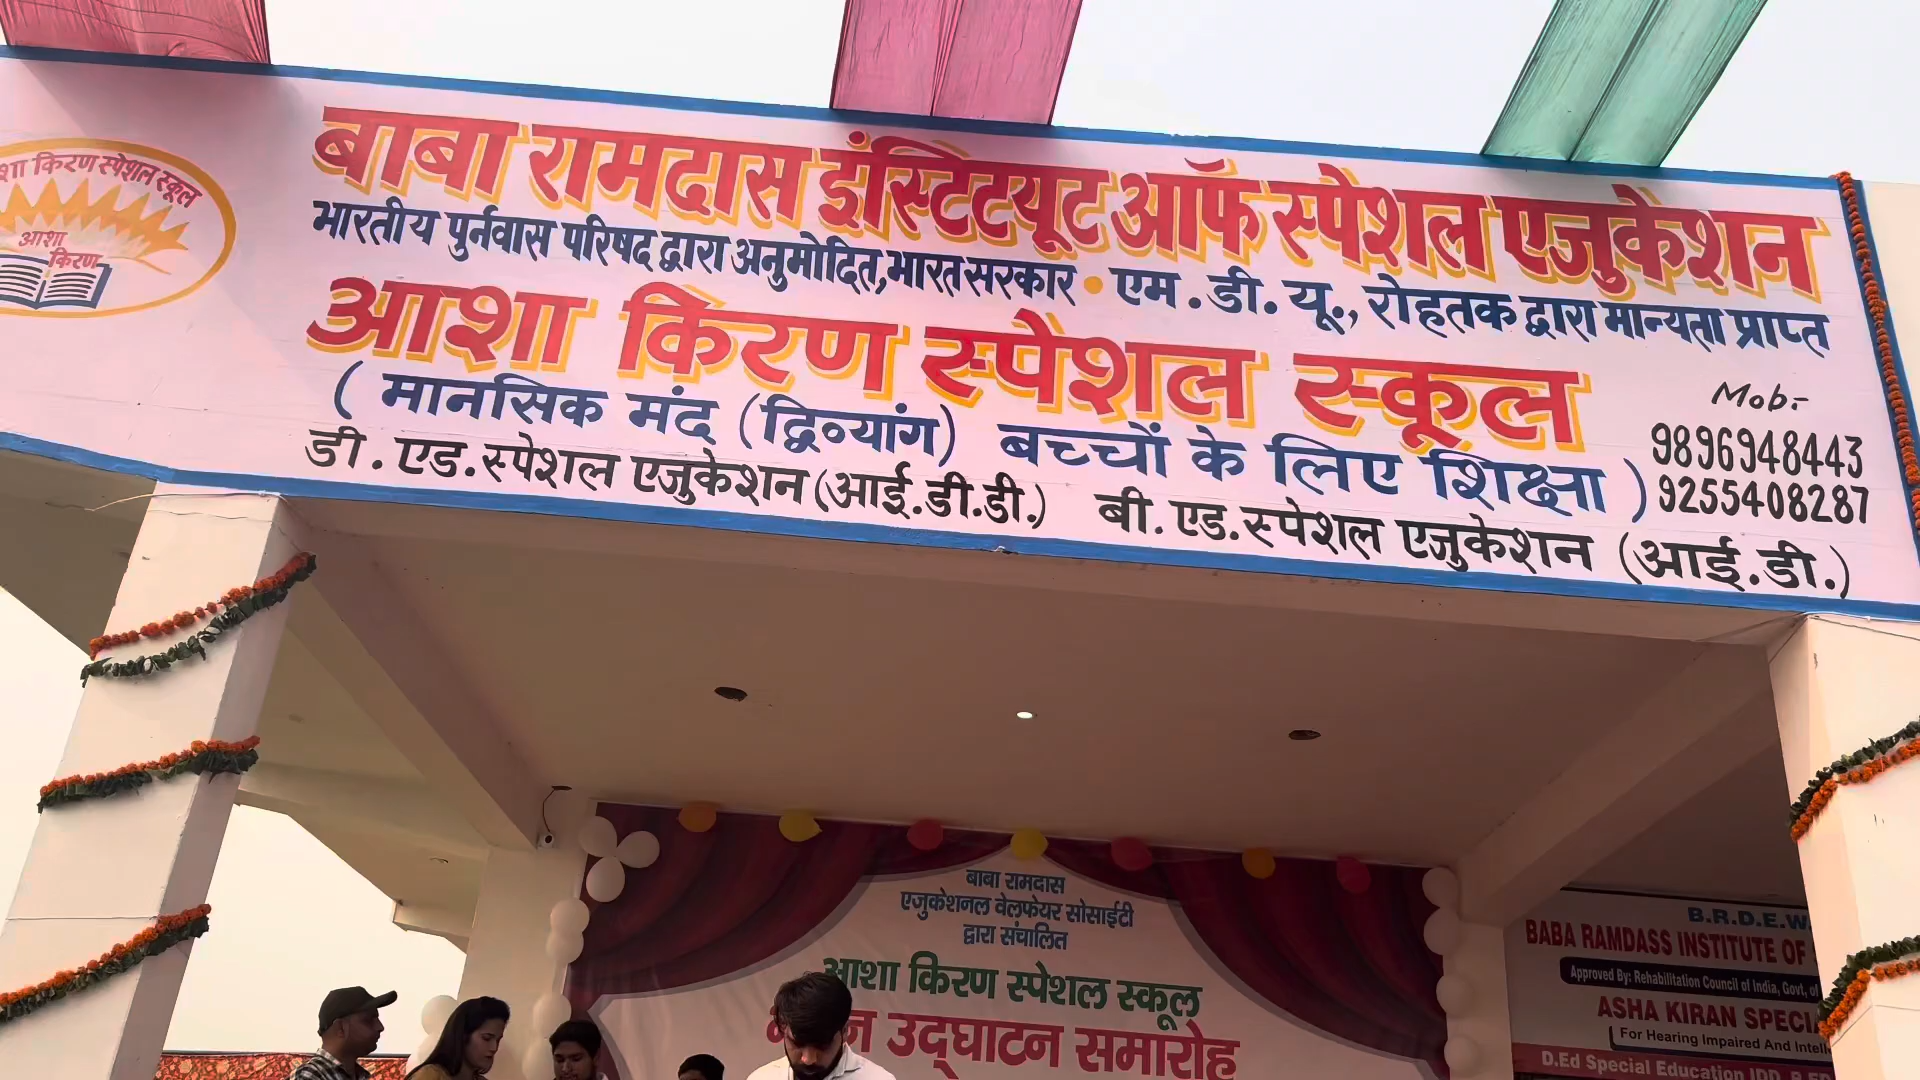 बाबा रामदास इंस्टिटयूट ऑफ स्पेशल एजुकेशन
भारतीय पुर्नवास परिषद द्वारा अनुमोदित, भारत सरकार • एम.डी.यू., रोहतक द्वारा मान्यता प्राप्त
आशा किरण स्पेशल स्कूल
(मानसिक मंद (द्विव्यांग) बच्चों के लिए शिक्षा)
डी.एड.स्पेशल एजुकेशन (आई.डी.डी.) बी.एड.स्पेशल एजुकेशन (आई.डी.)
Mob:-
9896948443
9255408287
किरण स्पेशल स्कूल
आशा
किरण
बाबा रामदास
एजुकेशनल वेलफेयर सोसाईटी
द्वारा संचालित
आशा किरण स्पेशल स्कूल
उद्घाटन समारोह
B.R.D.E.W.
BABA RAMDASS INSTITUTE OF
Approved By: Rehabilitation Council of India, Govt. of
ASHA KIRAN
For Hearing Impaired And
D.Ed Special Education IDD,